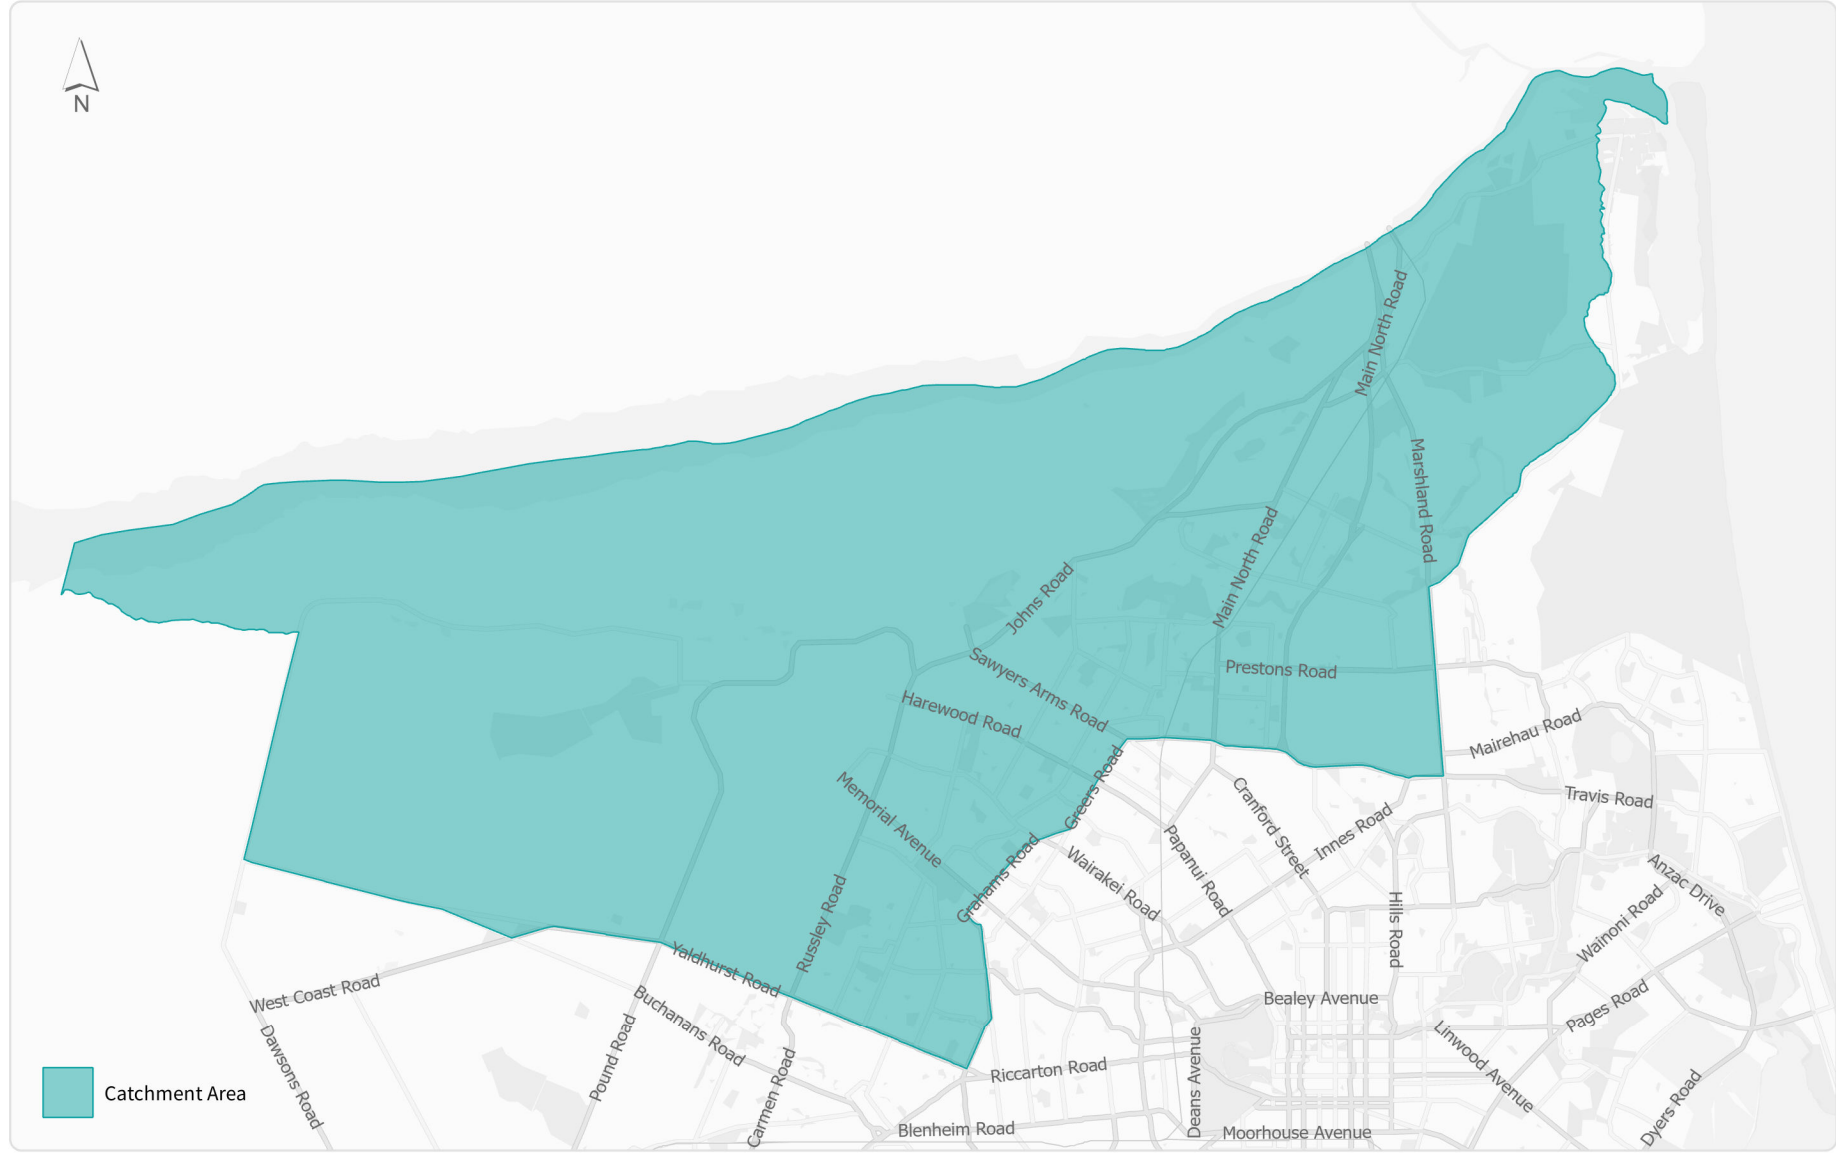 N
Main North Road
Marshland Road
Main North Road
Johns Road
Sawyers Arms Road
Prestons Road
Harewood Road
Mairehau Road
Greers Road
Memorial Avenue
Cranford Street
Travis Road
Innes Road
Grahams Road
Wairakei Road
Papanui Road
Anzac Drive
Russley Road
Hills Road
Wainoni Road
Yaldhurst Road
West Coast Road
Buchanans Road
Bealey Avenue
Pages Road
Dawsons Road
Pound Road
Linwood Avenue
Carmen Road
Riccarton Road
Deans Avenue
Dyers Road
Catchment Area
Blenheim Road
Moorhouse Avenue